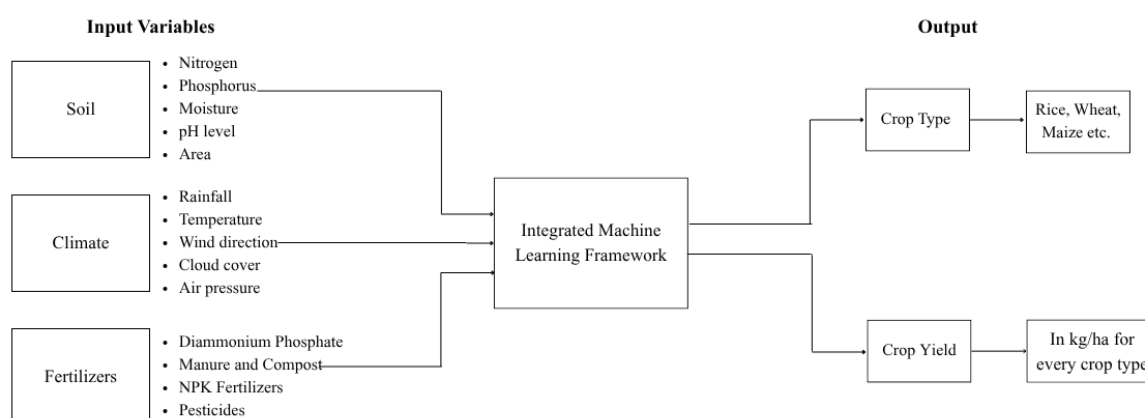 Input Variables
Output
Soil
• Nitrogen
• Phosphorus
• Moisture
• pH level
• Area
Climate
• Rainfall
• Temperature
• Wind direction
• Cloud cover
• Air pressure
Fertilizers
• Diammonium Phosphate
• Manure and Compost
• NPK Fertilizers
• Pesticides
Integrated Machine
Learning Framework
Crop Type
Rice, Wheat,
Maize etc.
Crop Yield
In kg/ha for
every crop type